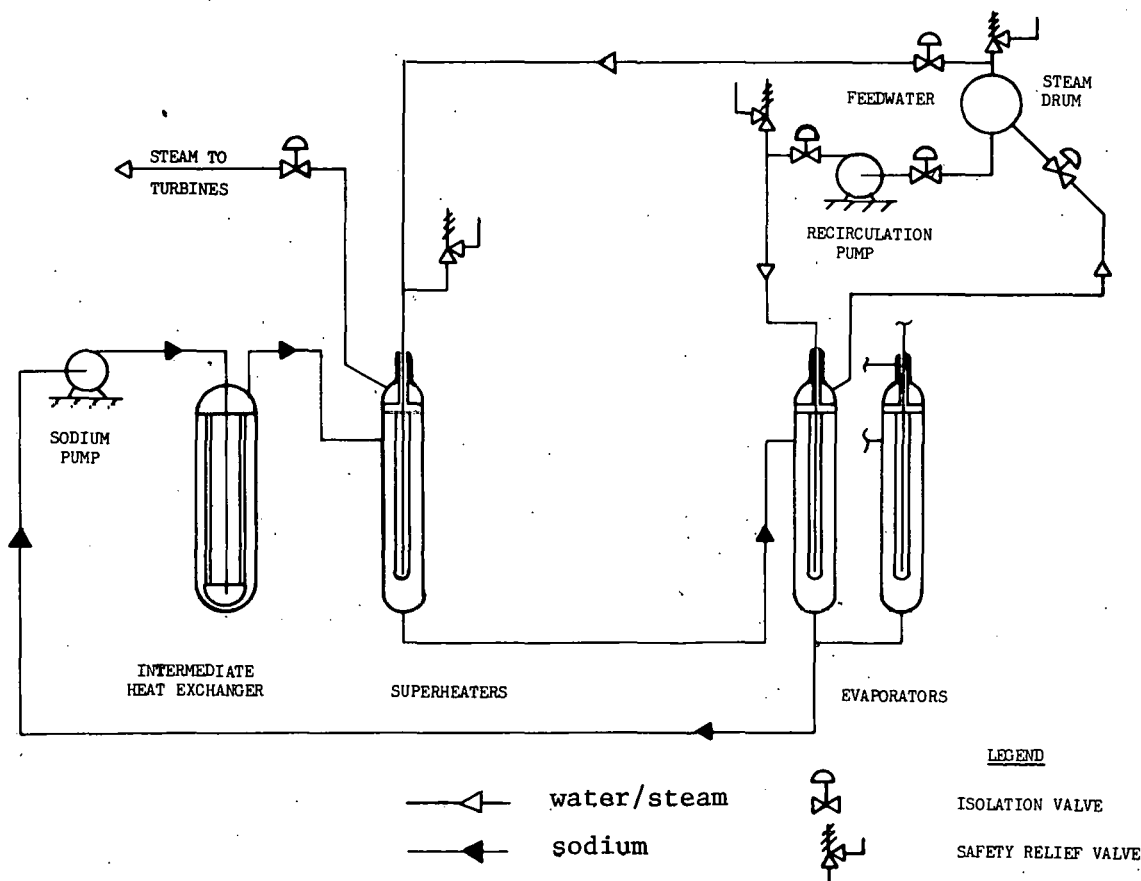 FEEDWATER
STEAM
DRUM
STEAM TO
TURBINES
RECIRCULATION
PUMP
SODIUM
PUMP
INTERMEDIATE
HEAT EXCHANGER
SUPERHEATERS
EVAPORATORS
LEGEND
water/steam
ISOLATION VALVE
sodium
SAFETY RELIEF VALVE